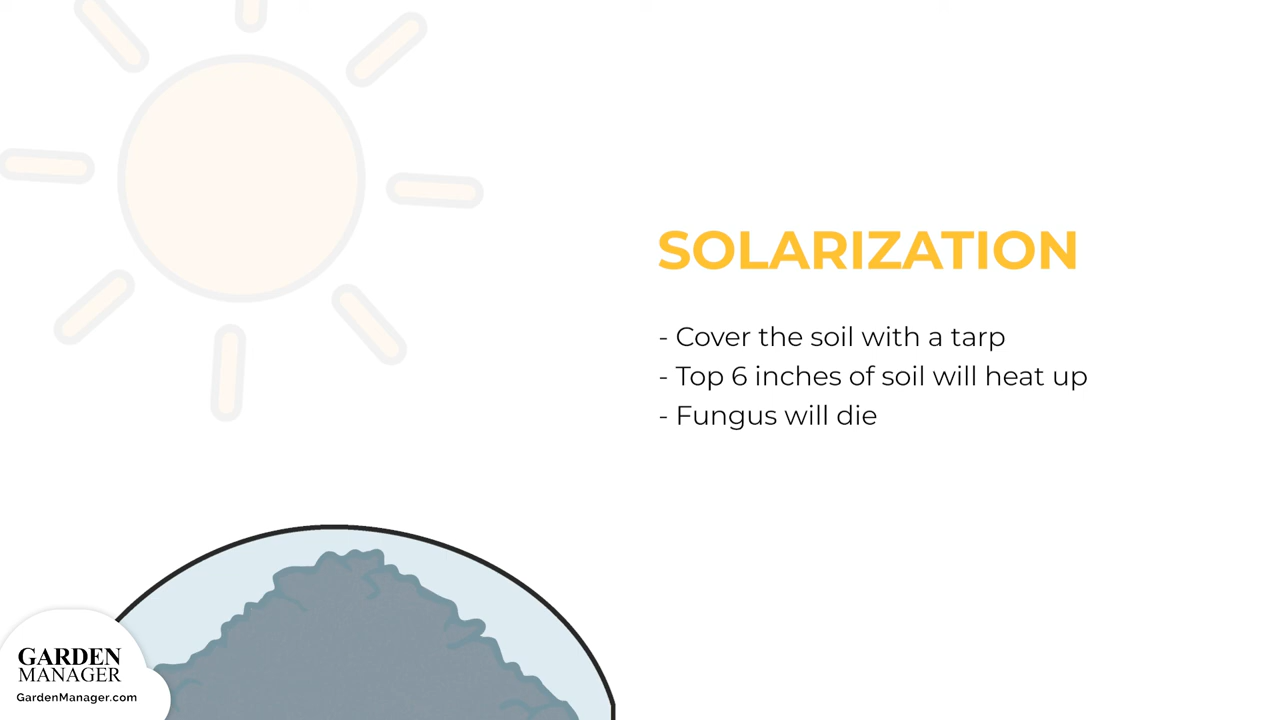 SOLARIZATION
- Cover the soil with a tarp
- Top 6 inches of soil will heat up
- Fungus will die
GARDEN
MANAGER
GardenManager.com